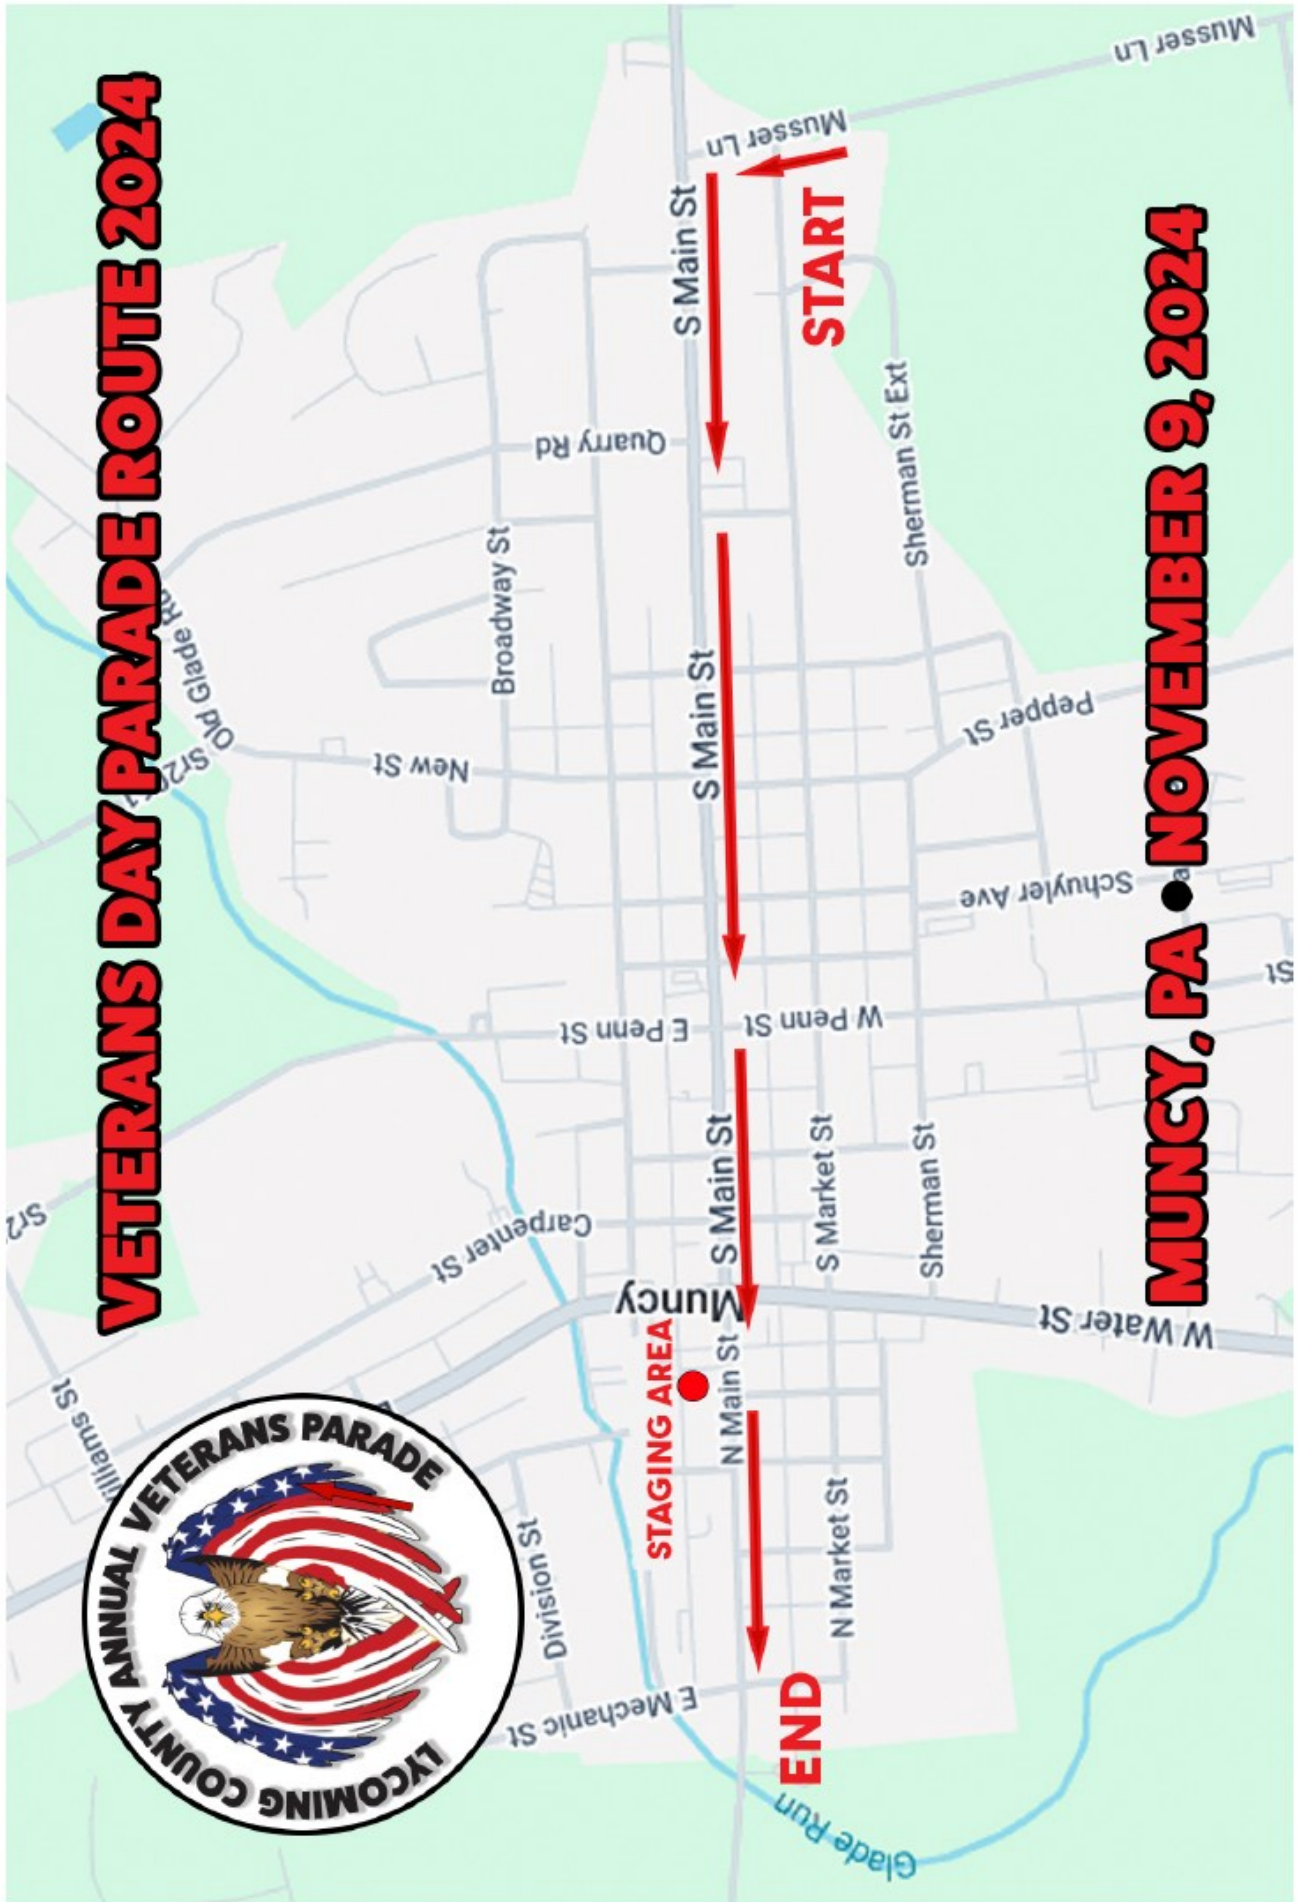 VETERANS DAY PARADE ROUTE 2024
LYCOMING COUNTY ANNUAL VETERANS PARADE
Musser Ln
Musser Ln
START
S Main St
Quarry Rd
Sherman St Ext
Broadway St
Old Glade Rd
S Main St
New St
Pepper St
Schuyler Ave
E Penn St
W Penn St
St
S Main St
S Market St
Sherman St
Carpenter St
Muncy
W Water St
STAGING AREA
N Main St
N Market St
Division St
E Mechanic St
END
Glade Run
MUNCY, PA • NOVEMBER 9, 2024